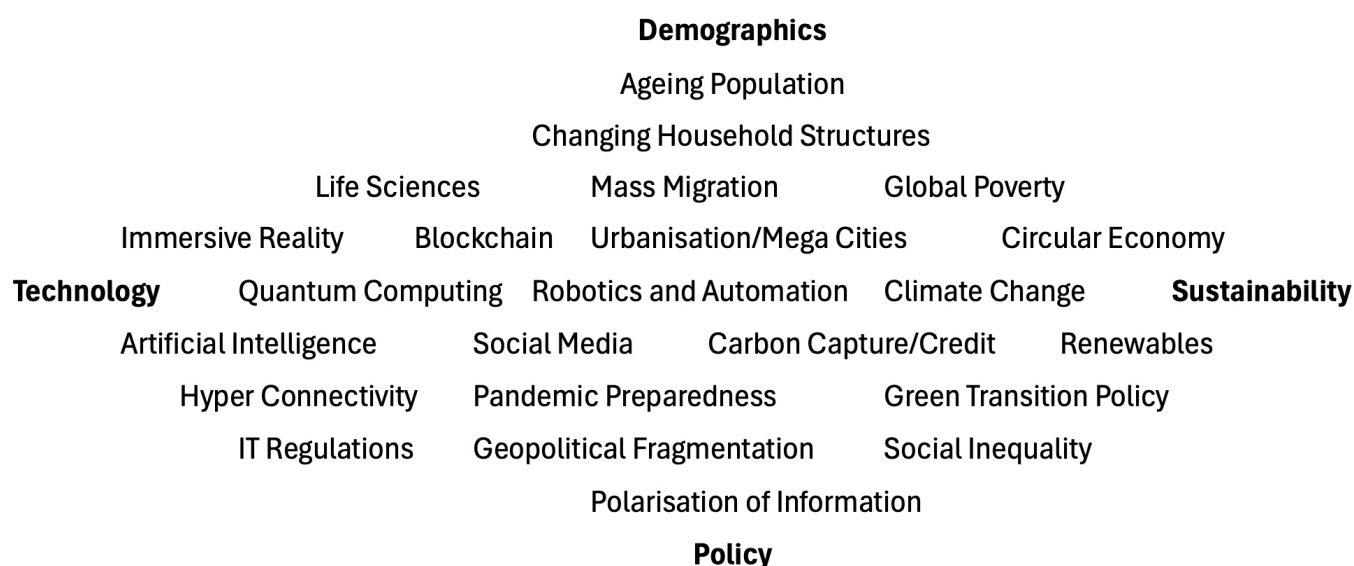 Demographics
Ageing Population
Changing Household Structures
Life Sciences Mass Migration Global Poverty
Immersive Reality Blockchain Urbanisation/Mega Cities Circular Economy
Technology Quantum Computing Robotics and Automation Climate Change Sustainability
Artificial Intelligence Social Media Carbon Capture/Credit Renewables
Hyper Connectivity Pandemic Preparedness Green Transition Policy
IT Regulations Geopolitical Fragmentation Social Inequality
Polarisation of Information
Policy